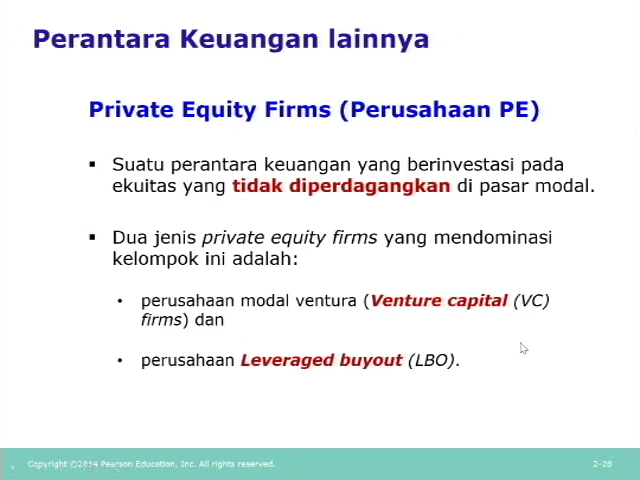 Perantara Keuangan lainnya
Private Equity Firms (Perusahaan PE)
▪ Suatu perantara keuangan yang berinvestasi pada
ekuitas yang tidak diperdagangkan di pasar modal.
▪ Dua jenis private equity firms yang mendominasi
kelompok ini adalah:
• perusahaan modal ventura (Venture capital (VC)
firms) dan
• perusahaan Leveraged buyout (LBO).
Copyright ©2014 Pearson Education, Inc. All rights reserved.
2-28